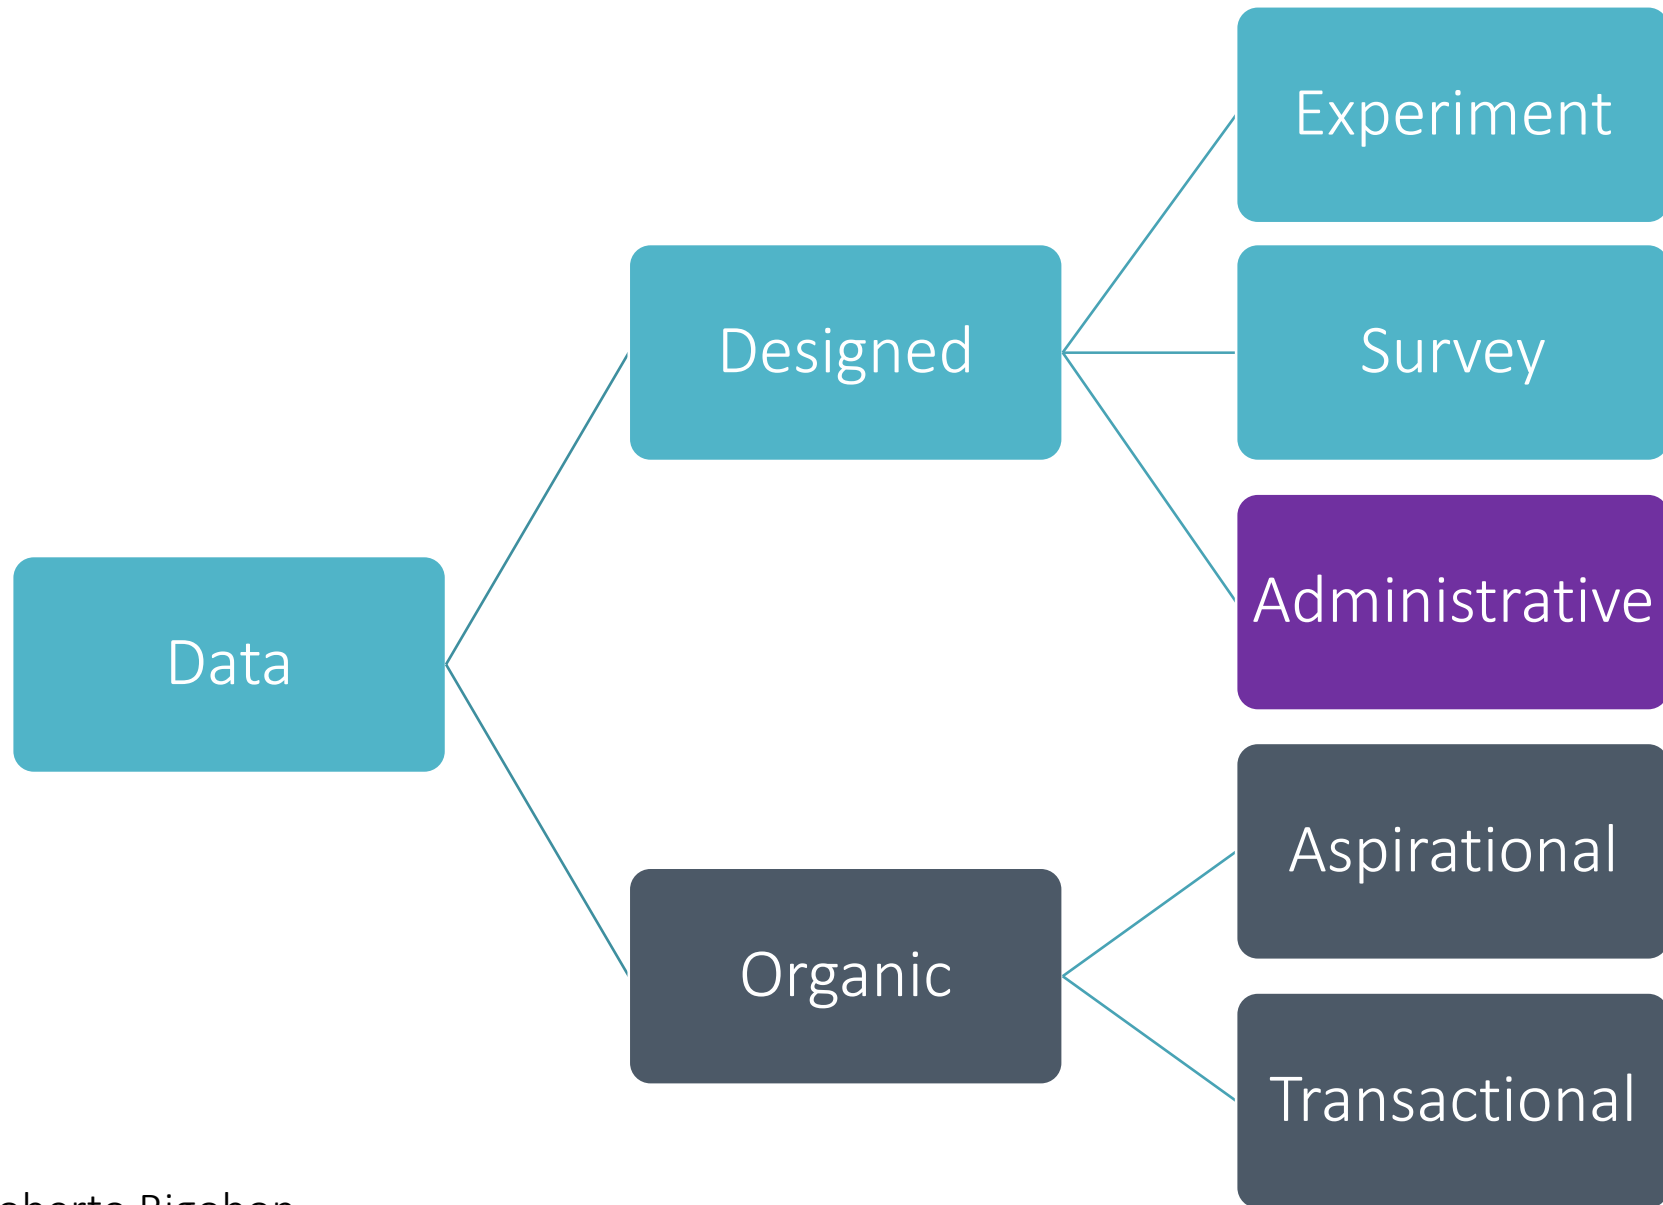 Experiment
Designed
Survey
Administrative
Data
Aspirational
Organic
Transactional